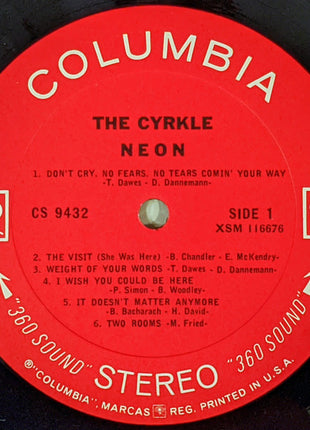 COLUMBIA
THE CYRKLE
NEON
1. DON'T CRY, NO FEARS, NO TEARS COMIN' YOUR WAY
-T. Dawes - D. Dannemann-
CS 9432
SIDE 1
XSM 116676
2. THE VISIT (She Was Here) -B. Chandler - E. McKendry-
3. WEIGHT OF YOUR WORDS -T. Dawes - D. Dannemann-
4. I WISH YOU COULD BE HERE
-P. Simon - B. Woodley-
5. IT DOESN'T MATTER ANYMORE
-B. Bacharach - H. David-
6. TWO ROOMS -M. Fried-
"360 SOUND" STEREO "360 SOUND"
® "COLUMBIA", MARCAS REG. PRINTED IN U.S.A.